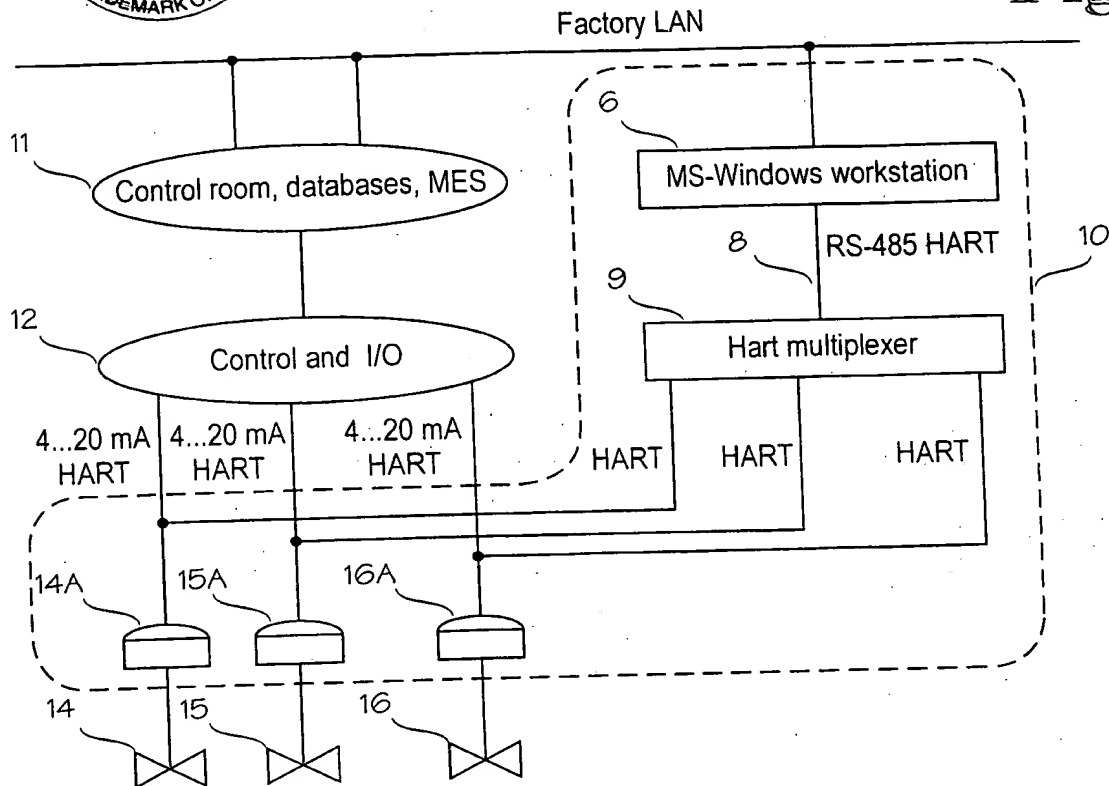 Factory LAN
11
Control room, databases, MES
6
MS-Windows workstation
8
RS-485 HART
10
9
Hart multiplexer
12
Control and I/O
4...20 mA
HART
4...20 mA
HART
4...20 mA
HART
HART
HART
HART
14A
15A
16A
14
15
16